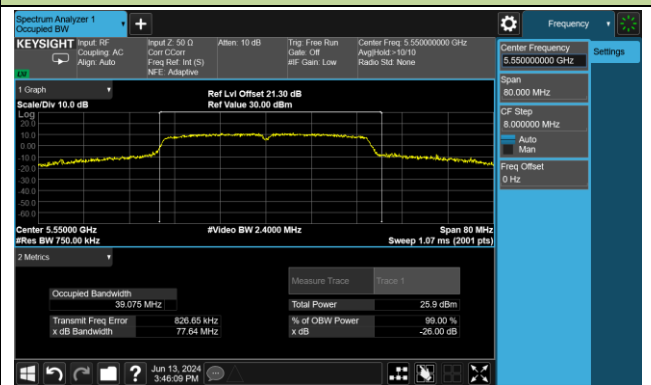 Spectrum Analyzer 1
Occupied BW
Frequency
KEYSIGHT
Input: RF
Coupling: AC
Align: Auto
Input Z: 50 Ω
Corr CCorr
Freq Ref: Int (S)
NFE: Adaptive
Atten: 10 dB
Trig: Free Run
Gate: Off
#IF Gain: Low
Center Freq: 5.550000000 GHz
Avg|Hold:>10/10
Radio Std: None
1 Graph
Scale/Div 10.0 dB
Ref Lvl Offset 21.30 dB
Ref Value 30.00 dBm
Log
20.0
10.0
0.00
-10.0
-20.0
-30.0
-40.0
-50.0
-60.0
Center 5.55000 GHz
#Res BW 750.00 kHz
#Video BW 2.4000 MHz
Span 80 MHz
Sweep 1.07 ms (2001 pts)
2 Metrics
Measure Trace
Trace 1
Occupied Bandwidth
39.075 MHz
Total Power
25.9 dBm
Transmit Freq Error
826.65 kHz
% of OBW Power
99.00 %
x dB Bandwidth
77.64 MHz
x dB
-26.00 dB
Center Frequency
5.550000000 GHz
Settings
Span
80.000 MHz
CF Step
8.000000 MHz
Auto
Man
Freq Offset
0 Hz
Jun 13, 2024
3:46:09 PM